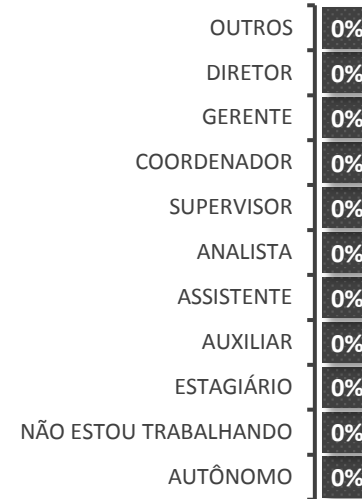 OUTROS 0%
DIRETOR 0%
GERENTE 0%
COORDENADOR 0%
SUPERVISOR 0%
ANALISTA 0%
ASSISTENTE 0%
AUXILIAR 0%
ESTAGIÁRIO 0%
NÃO ESTOU TRABALHANDO 0%
AUTÔNOMO 0%